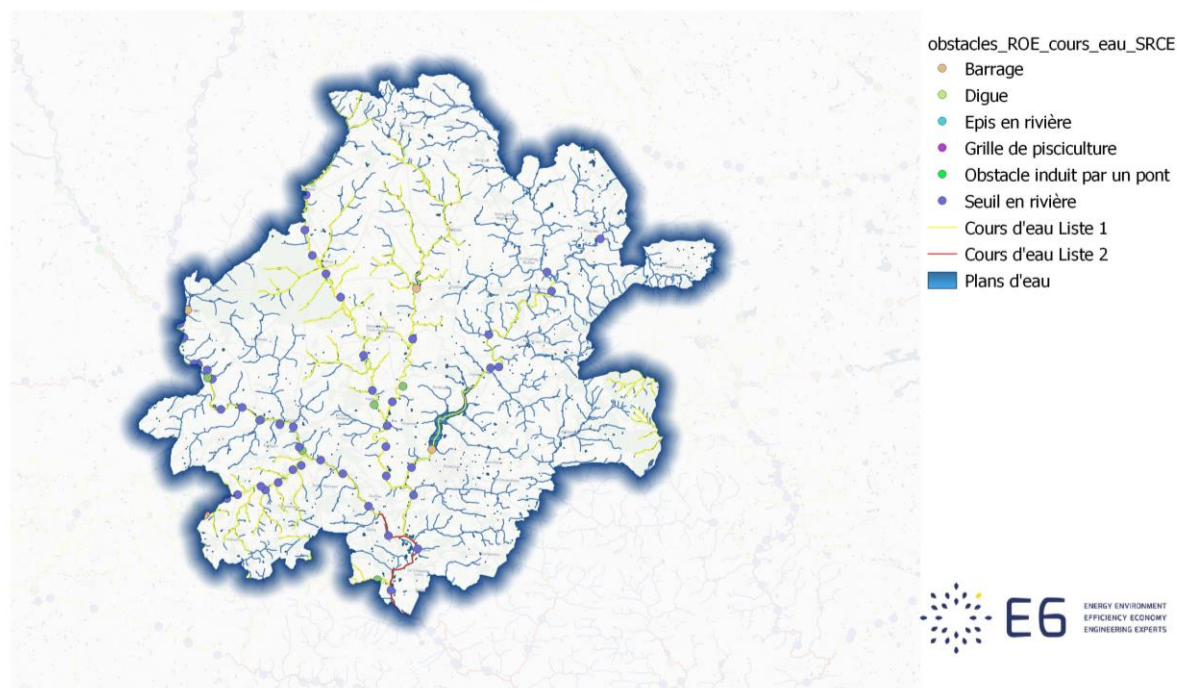 obstacles_ROE_cours_eau_SRCE
Barrage
Digue
Epis en rivière
Grille de pisciculture
Obstacle induit par un pont
Seuil en rivière
Cours d'eau Liste 1
Cours d'eau Liste 2
Plans d'eau
E6
ENERGY ENVIRONMENT
EFFICIENCY ECONOMY
ENGINEERING EXPERTS